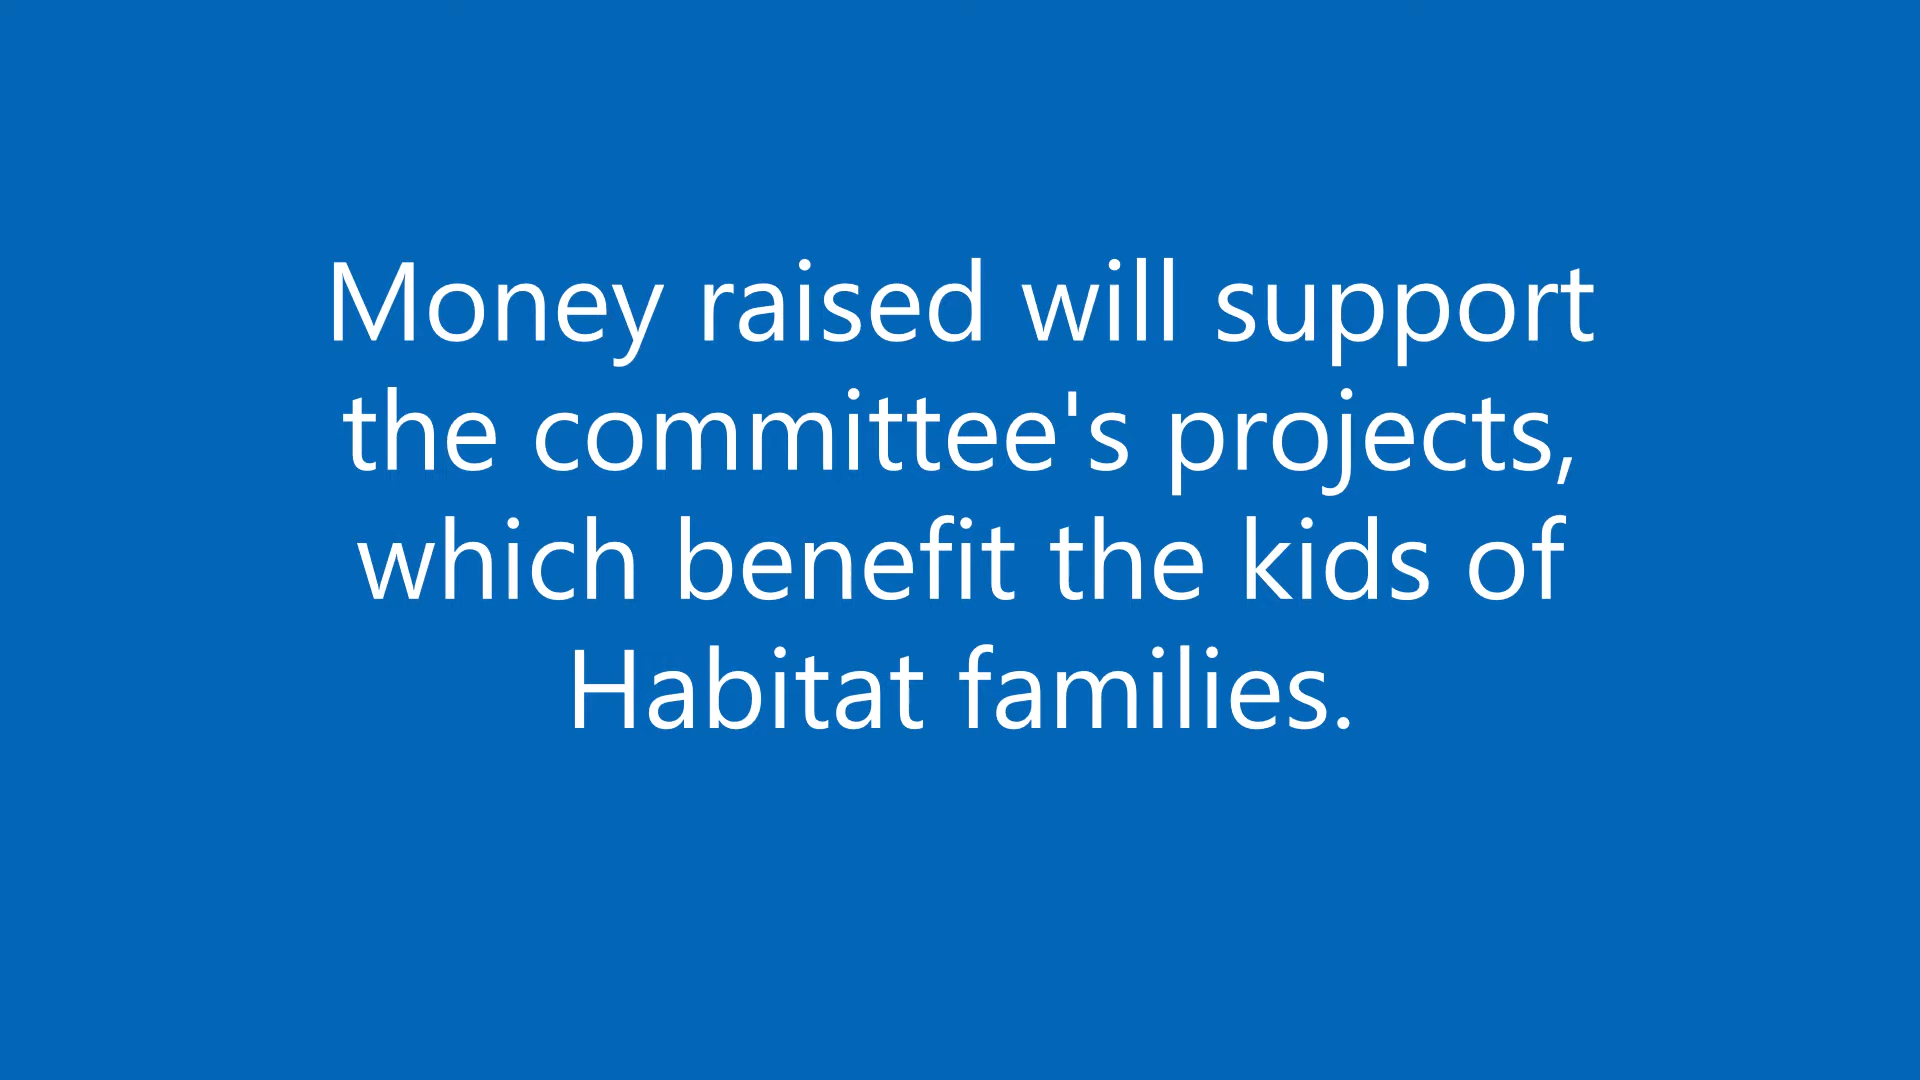 Money raised will support
the committee's projects,
which benefit the kids of
Habitat families.